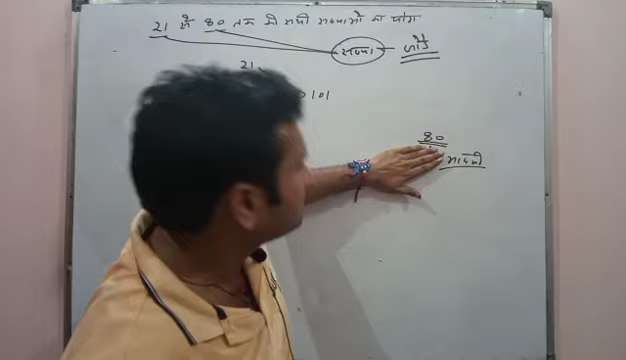 21 से 80 तक की सभी संख्याओं का योग
संख्या जोड़े
21
101
80